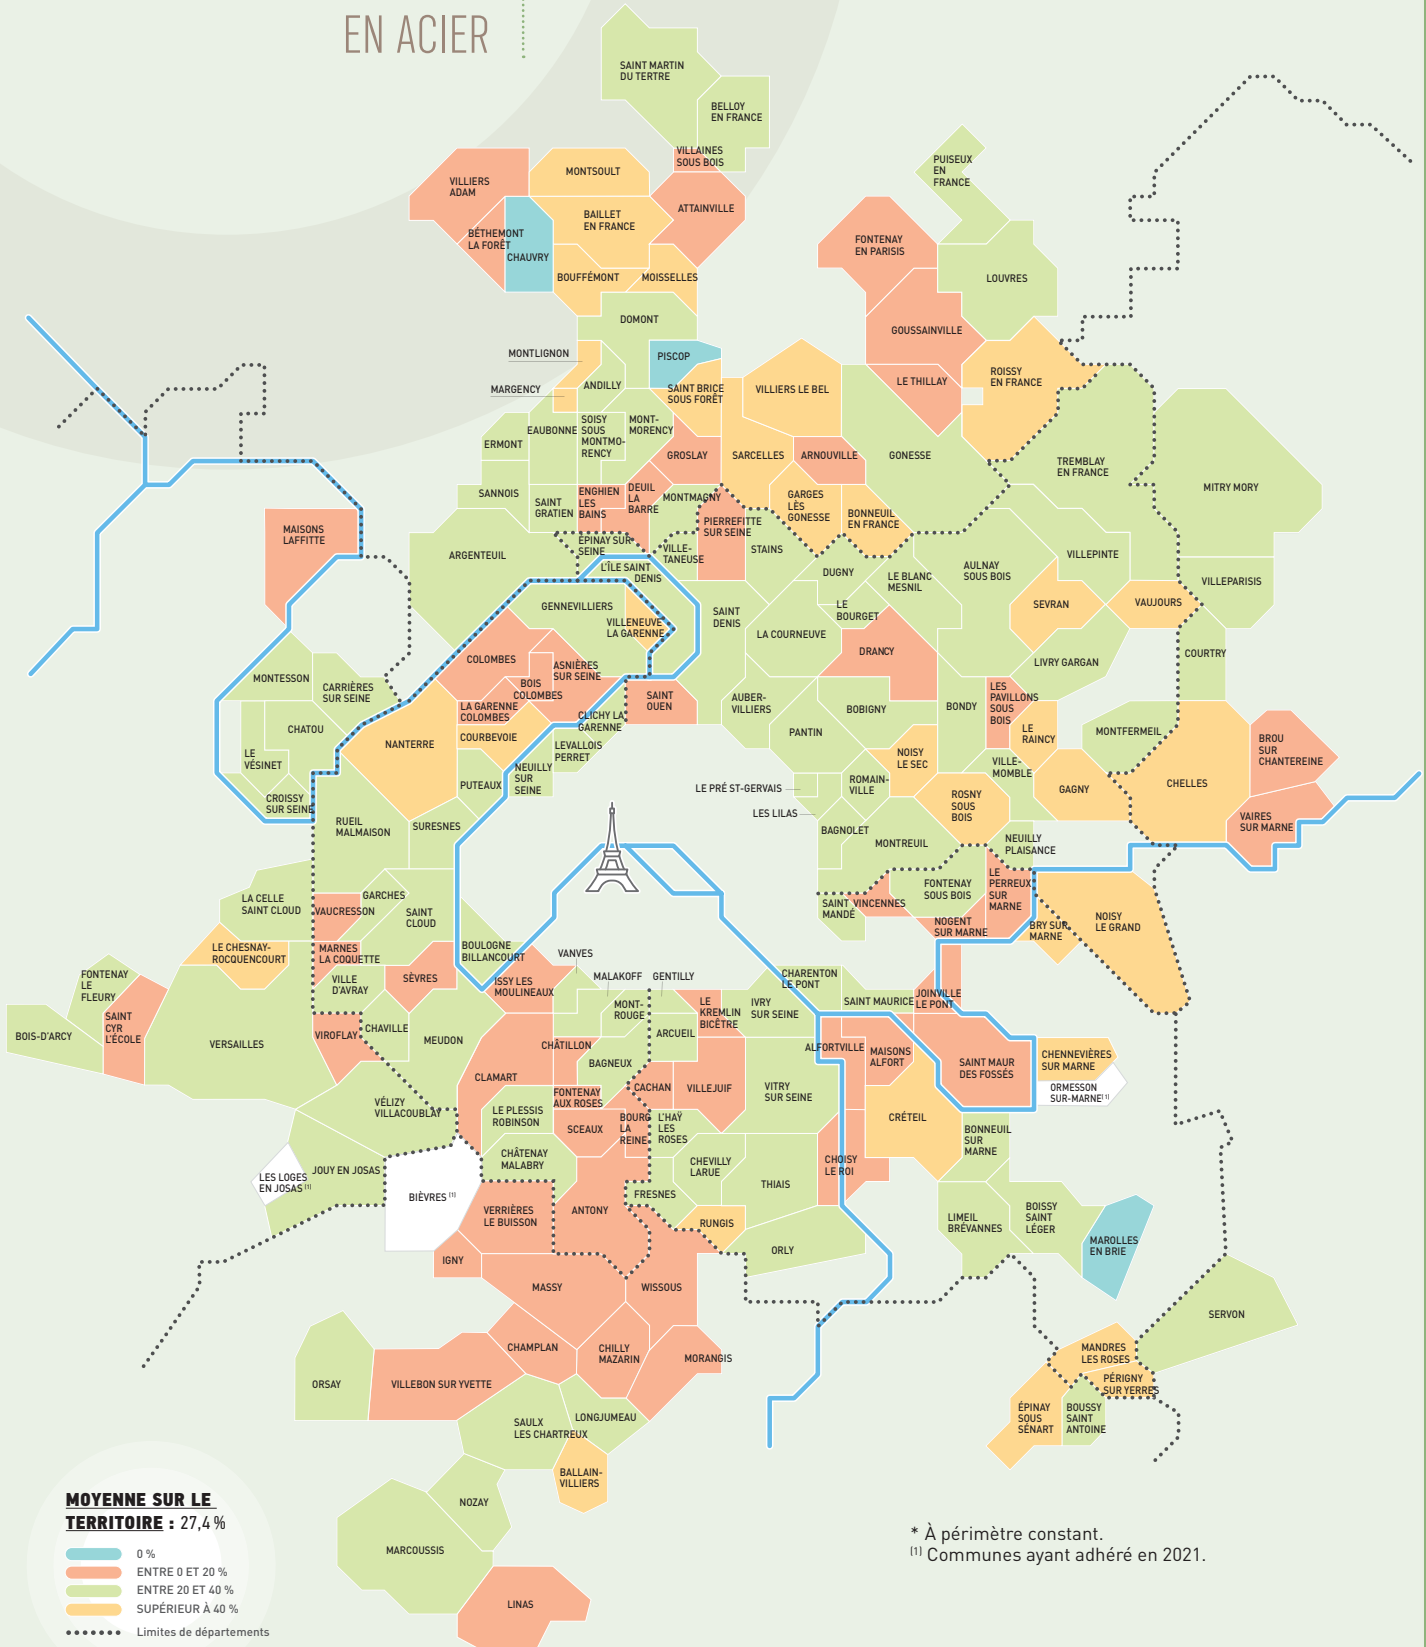 EN ACIER
SAINT MARTIN
DU TERTRE
BELLOY
EN FRANCE
VILLAINES
SOUS BOIS
MONTSOULT
VILLIERS
ADAM
ATTAINVILLE
BAILLET
EN FRANCE
BÉTHEMONT
LA FORÊT
CHAUVRY
BOUFFÉMONT
MOISSELLES
PUISEUX
EN
FRANCE
FONTENAY
EN PARISIS
LOUVRES
DOMONT
GOUSSAINVILLE
MONTLIGNON
PISCOP
ROISSY
EN FRANCE
LE THILLAY
MARGENCY
ANDILLY
SAINT BRICE
SOUS FORÊT
VILLIERS LE BEL
EAUBONNE
SOISY
SOUS
MONTMO-
RENCY
MONT-
MORENCY
ERMONT
GROSLAY
SARCELLES
ARNOUVILLE
GONESSE
TREMBLAY
EN FRANCE
MITRY MORY
SANNOIS
SAINT
GRATIEN
ENGHIEN
LES
BAINS
DEUIL
LA
BARRE
MONTMAGNY
GARGES
LÈS
GONESSE
BONNEUIL
EN FRANCE
PIERREFITTE
SUR SEINE
MAISONS
LAFFITTE
ARGENTEUIL
ÉPINAY SUR
SEINE
VILLE-
TANEUSE
STAINS
L'ÎLE SAINT
DENIS
DUGNY
LE BLANC
MESNIL
AULNAY
SOUS BOIS
VILLEPINTE
VILLEPARISIS
SEVRAN
VAUJOURS
GENNEVILLIERS
VILLENEUVE
LA GARENNE
SAINT
DENIS
LE
BOURGET
LA COURNEUVE
DRANCY
LIVRY GARGAN
COURTRY
COLOMBES
ASNIÈRES
SUR SEINE
BOIS
COLOMBES
MONTESSON
CARRIÈRES
SUR SEINE
LA GARENNE
COLOMBES
SAINT
OUEN
AUBER-
VILLIERS
BOBIGNY
BONDY
LES
PAVILLONS
SOUS
BOIS
CLICHY LA
GARENNE
CHATOU
NANTERRE
COURBEVOIE
LEVALLOIS
PERRET
PANTIN
NOISY
LE SEC
LE
RAINCY
MONTFERMEIL
BROU
SUR
CHANTEREINE
LE
VÉSINET
PUTEAUX
NEUILLY
SUR
SEINE
VILLE-
MOMBLE
GAGNY
CHELLES
LE PRÉ ST-GERVAIS
ROMAIN-
VILLE
CROISSY
SUR SEINE
ROSNY
SOUS
BOIS
LES LILAS
VAIRES
SUR MARNE
RUEIL
MALMAISON
SURESNES
BAGNOLET
MONTREUIL
NEUILLY
PLAISANCE
LE
PERREUX
SUR
MARNE
FONTENAY
SOUS BOIS
LA CELLE
SAINT CLOUD
GARCHES
VAUCRESSON
SAINT
CLOUD
SAINT
MANDÉ
VINCENNES
NOGENT
SUR MARNE
BRY SUR
MARNE
NOISY
LE GRAND
LE CHESNAY-
ROCQUENCOURT
MARNES
LA COQUETTE
BOULOGNE
BILLANCOURT
VANVES
FONTENAY
LE
FLEURY
VILLE
D'AVRAY
SÈVRES
ISSY LES
MOULINEAUX
MALAKOFF
GENTILLY
CHARENTON
LE PONT
SAINT MAURICE
JOINVILLE
LE PONT
SAINT
CYR
L'ÉCOLE
MONT-
ROUGE
LE
KREMLIN
BICÊTRE
IVRY
SUR SEINE
BOIS-D'ARCY
VERSAILLES
VIROFLAY
CHAVILLE
MEUDON
CHÂTILLON
ARCUEIL
ALFORTVILLE
MAISONS
ALFORT
SAINT MAUR
DES FOSSÉS
CHENNEVIÈRES
SUR MARNE
CLAMART
BAGNEUX
CACHAN
VILLEJUIF
VITRY
SUR SEINE
ORMESSON
SUR-MARNE(1)
VÉLIZY
VILLACOUBLAY
LE PLESSIS
ROBINSON
FONTENAY
AUX ROSES
SCEAUX
BOURG
LA
REINE
L'HAŸ
LES
ROSES
CRÉTEIL
BONNEUIL
SUR
MARNE
LES LOGES
EN JOSAS (1)
JOUY EN JOSAS
CHÂTENAY
MALABRY
CHEVILLY
LARUE
CHOISY
LE ROI
BIÈVRES (1)
FRESNES
THIAIS
VERRIÈRES
LE BUISSON
ANTONY
RUNGIS
LIMEIL
BRÉVANNES
BOISSY
SAINT
LÉGER
MAROLLES
EN BRIE
IGNY
ORLY
MASSY
WISSOUS
SERVON
CHAMPLAN
CHILLY
MAZARIN
MORANGIS
MANDRES
LES ROSES
ORSAY
VILLEBON SUR YVETTE
PÉRIGNY
SUR YERRES
SAULX
LES CHARTREUX
LONGJUMEAU
ÉPINAY
SOUS
SÉNART
BOUSSY
SAINT
ANTOINE
BALLAIN-
VILLIERS
NOZAY
MARCOUSSIS
LINAS
MOYENNE SUR LE
TERRITOIRE : 27,4 %
0 %
ENTRE 0 ET 20 %
ENTRE 20 ET 40 %
SUPÉRIEUR À 40 %
Limites de départements
* À périmètre constant.
(1) Communes ayant adhéré en 2021.